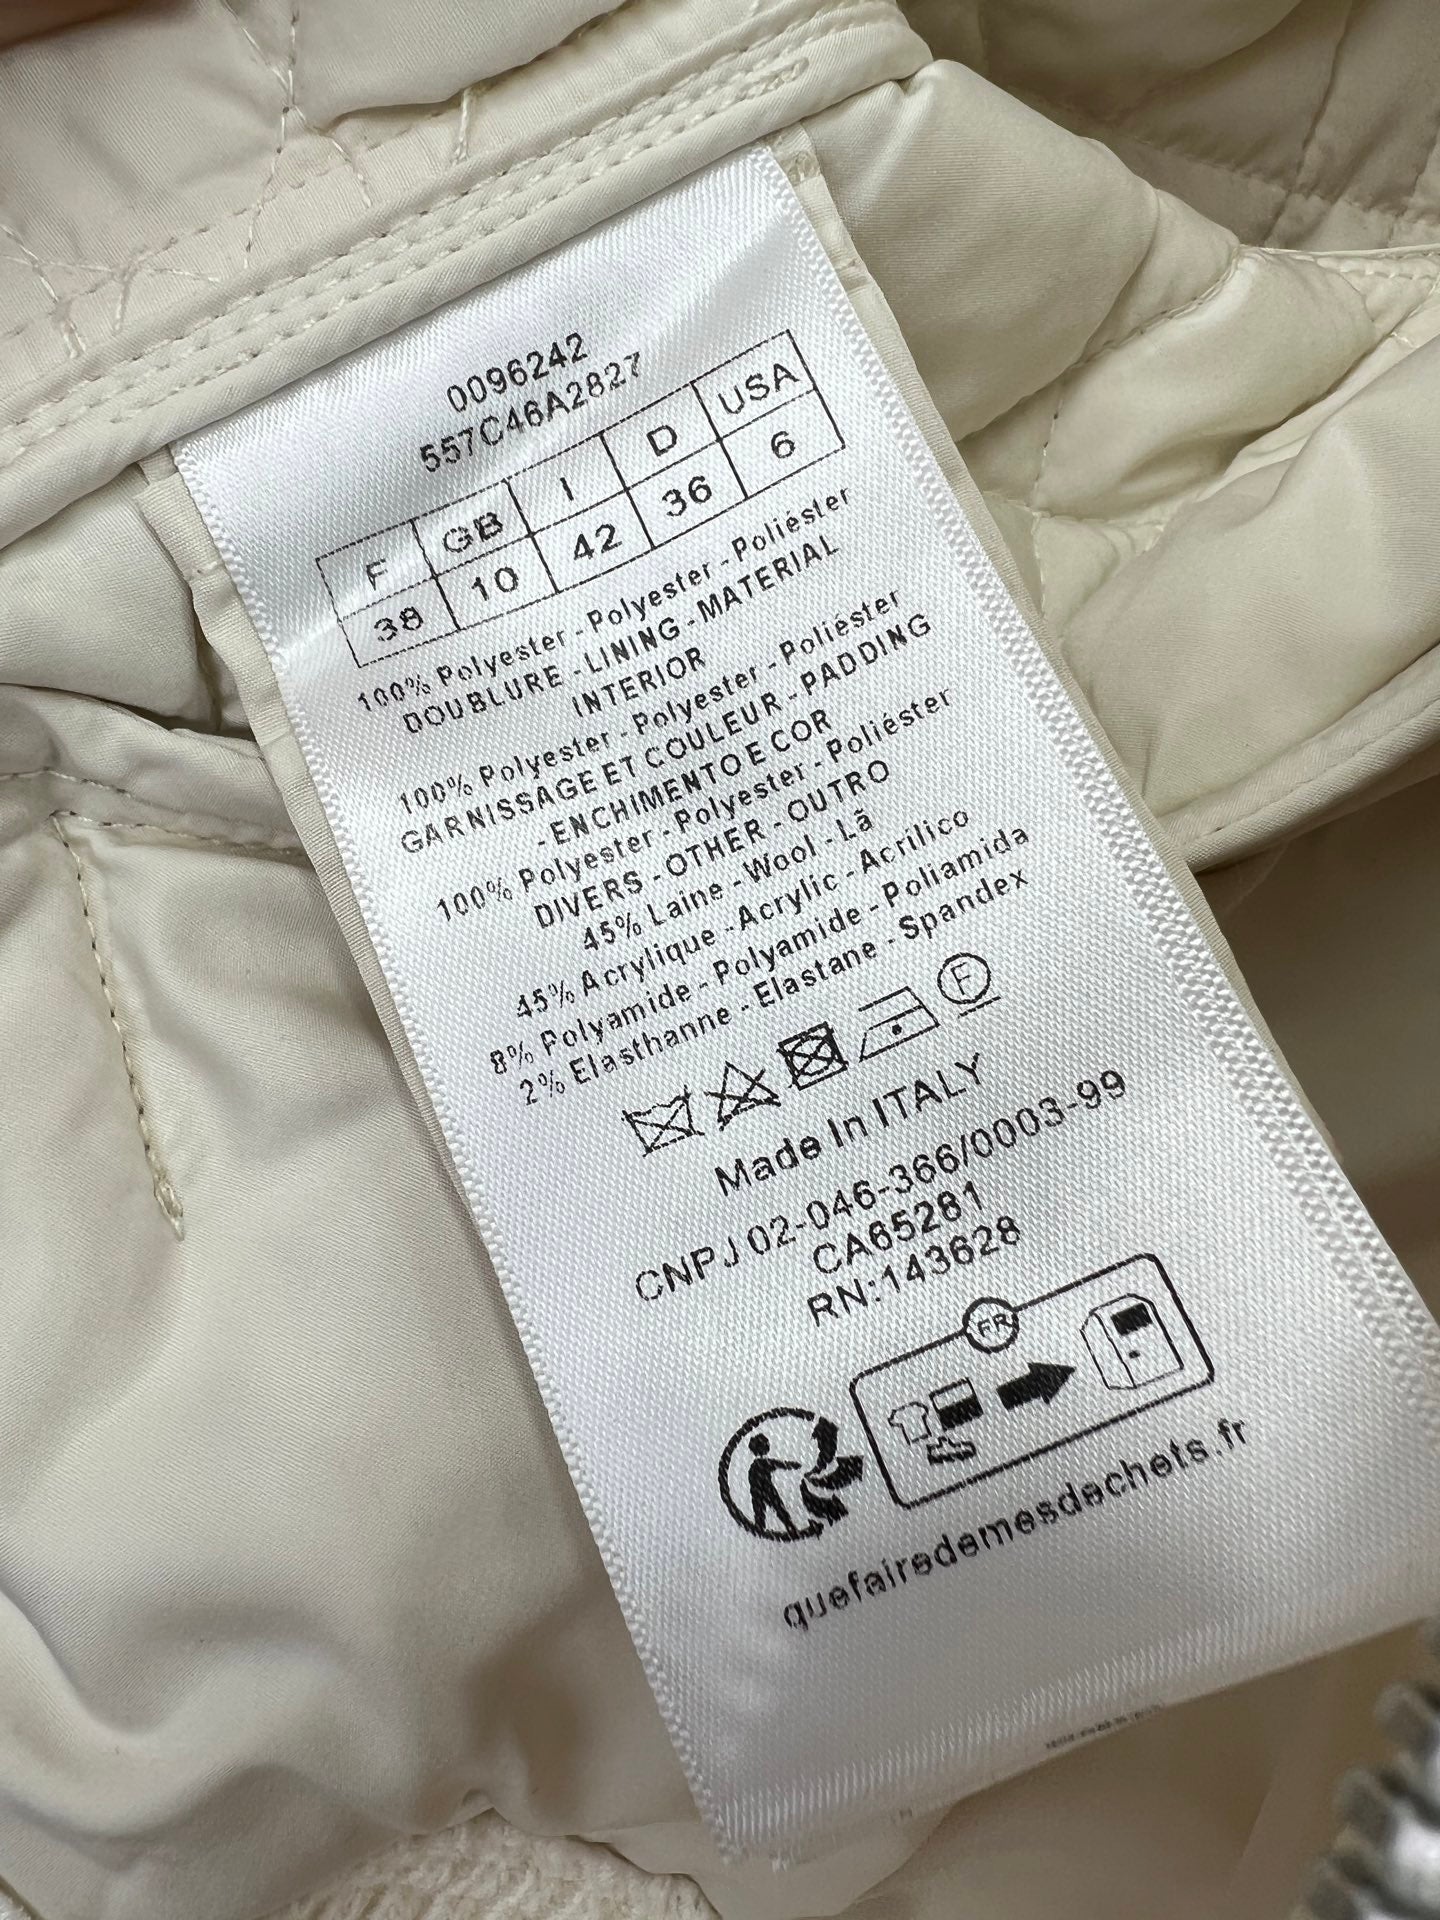 0096242
557C46A2827
F GB I D USA
38 10 42 36 6
100% Polyester - Polyester - Poliéster
DOUBLURE - LINING - MATERIAL
INTERIOR
100% Polyester - Polyester - Poliéster
GARNISSAGE ET COULEUR - PADDING
- ENCHIMENTO E COR
100% Polyester - Polyester - Poliéster
DIVERS - OTHER - OUTRO
45% Laine - Wool - Lã
45% Acrylique - Acrylic - Acrilico
8% Polyamide - Polyamide - Poliamida
2% Elasthanne - Elastane - Spandex
F
Made In ITALY
CNPJ 02-046-366/0003-99
CA65281
RN:143628
FR
quefairedemesdechets.fr